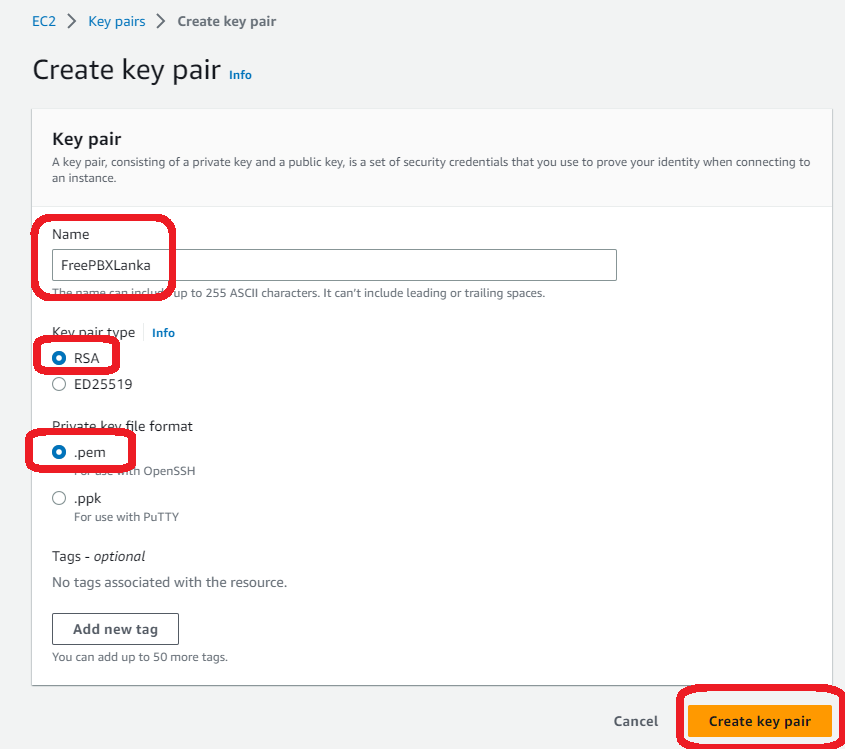 EC2 > Key pairs > Create key pair
Create key pair Info
Key pair
A key pair, consisting of a private key and a public key, is a set of security credentials that you use to prove your identity when connecting to
an instance.
Name
FreePBXLanka
The name can include up to 255 ASCII characters. It can't include leading or trailing spaces.
Key pair type Info
RSA
ED25519
Private key file format
.pem
For use with OpenSSH
.ppk
For use with PuTTY
Tags - optional
No tags associated with the resource.
Add new tag
You can add up to 50 more tags.
Cancel Create key pair